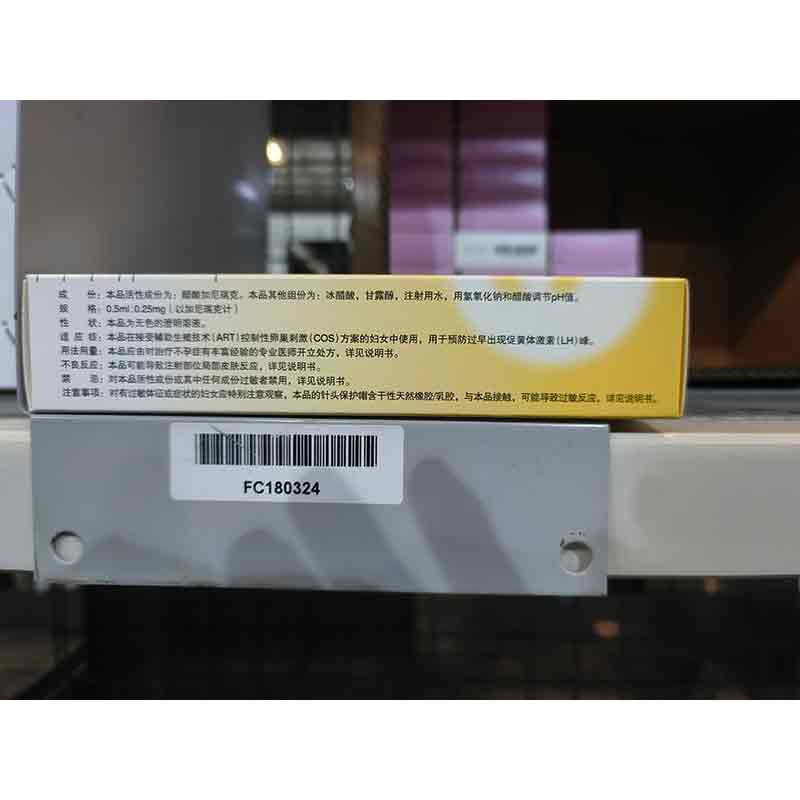 成    份：本品活性成份为：醋酸加尼瑞克。本品其他组份为：冰醋酸，甘露醇，注射用水，用氢氧化钠和醋酸调节pH值。
规    格：0.5ml:0.25mg（以加尼瑞克计）
性    状：本品为无色的澄明溶液。
适 应 症：本品在接受辅助生殖技术(ART)控制性卵巢刺激(COS)方案的妇女中使用，用于预防过早出现促黄体激素(LH)峰。
用法用量：本品应由对治疗不孕症有丰富经验的专业医师开立处方，详见说明书。
不良反应：本品可能导致注射部位局部皮肤反应，详见说明书。
禁    忌：对本品活性成份或其中任何成份过敏者禁用，详见说明书。
注意事项：对有过敏体征或症状的妇女应特别注意观察，本品的针头保护帽含干性天然橡胶/乳胶，与本品接触，可能导致过敏反应，详见说明书。
FC180324